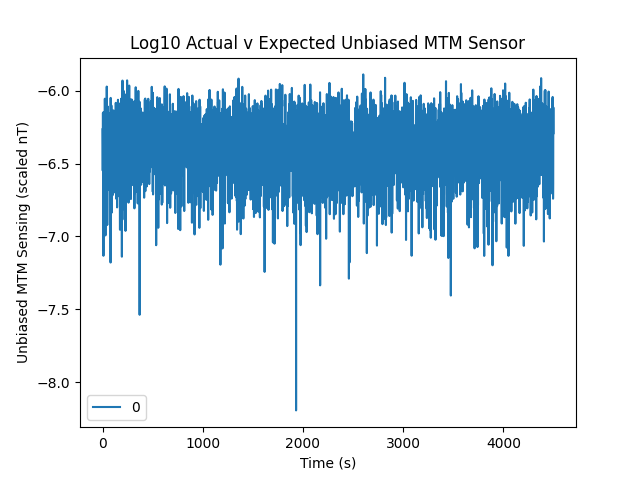 Log10 Actual v Expected Unbiased MTM Sensor
Unbiased MTM Sensing (scaled nT)
−6.0
−6.5
−7.0
−7.5
−8.0
0
0 1000 2000 3000 4000
Time (s)